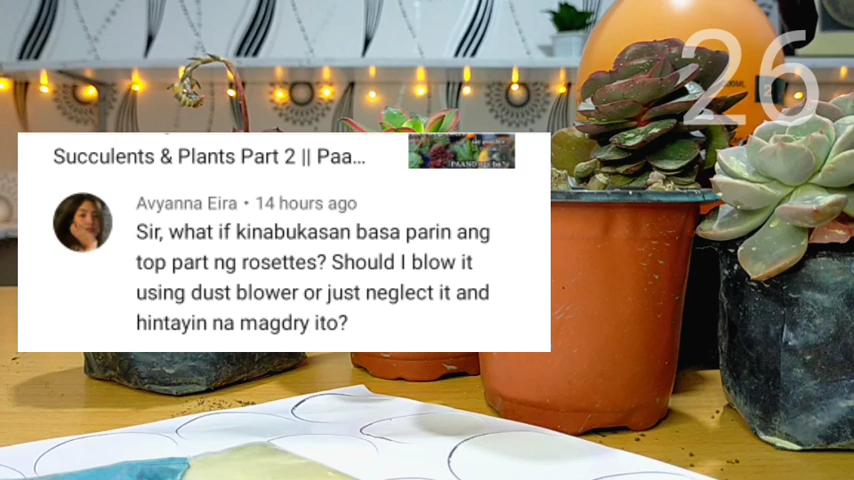 26
Succulents & Plants Part 2 || Paa...
Avyanna Eira • 14 hours ago
Sir, what if kinabukasan basa parin ang
top part ng rosettes? Should I blow it
using dust blower or just neglect it and
hintayin na magdry ito?